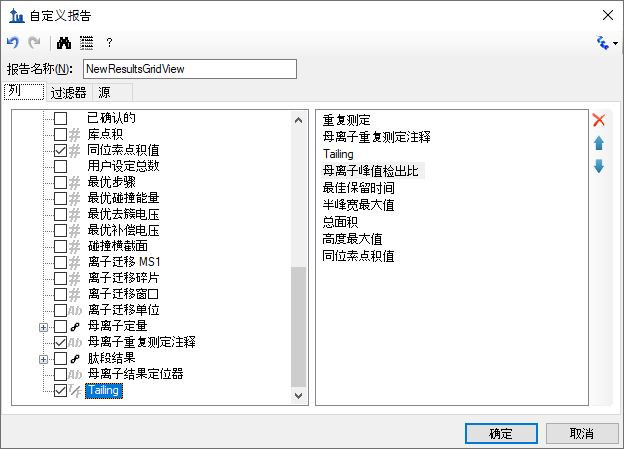 自定义报告
?
报告名称(N):
NewResultsGridView
列
过滤器
源
已确认的
# 库点积
# 同位素点积值
用户设定总数
# 最优步骤
# 最优碰撞能量
# 最优去簇电压
# 最优补偿电压
# 碰撞横截面
# 离子迁移 MS1
# 离子迁移碎片
# 离子迁移窗口
Ab 离子迁移单位
母离子定量
Ab 母离子重复测定注释
肽段结果
Ab 母离子结果定位器
T/F Tailing
重复测定
母离子重复测定注释
Tailing
母离子峰值检出比
最佳保留时间
半峰宽最大值
总面积
高度最大值
同位素点积值
确定
取消